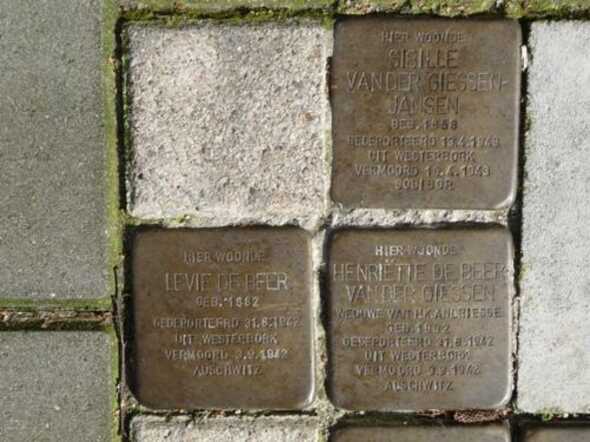 HIER WOONDE
SIBILLE
VAN DER GIESSEN-
JANSEN
GEB. 1868
GEDEPORTEERD 13.4.1943
UIT WESTERBORK
VERMOORD 16.4.1943
SOBIBOR
HIER WOONDE
LEVIE DE BEER
GEB. 1882
GEDEPORTEERD 31.8.1942
UIT WESTERBORK
VERMOORD 3.9.1942
AUSCHWITZ
HIER WOONDE
HENRIËTTE DE BEER
VAN DER GIESSEN
WEDUWE VAN
GEB. 1902
GEDEPORTEERD 31.8.1942
UIT WESTERBORK
VERMOORD 3.9.1942
AUSCHWITZ